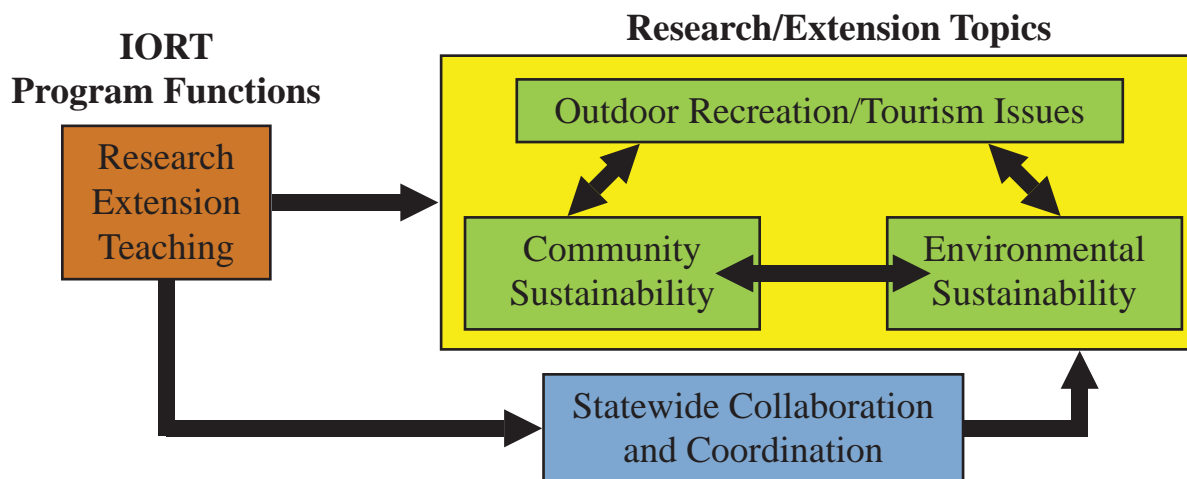 IORT
Program Functions
Research
Extension
Teaching
Research/Extension Topics
Outdoor Recreation/Tourism Issues
Community
Sustainability
Environmental
Sustainability
Statewide Collaboration
and Coordination